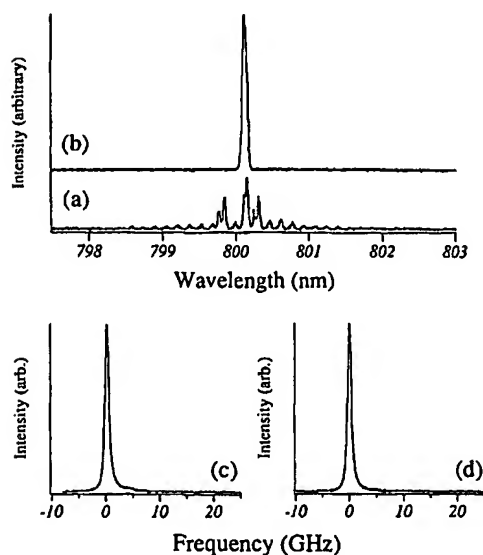 Intensity (arbitrary)
(b)
(a)
798 799 800 801 802 803
Wavelength (nm)
Intensity (arb.)
(c)
-10 0 10 20
Intensity (arb.)
(d)
-10 0 10 20
Frequency (GHz)